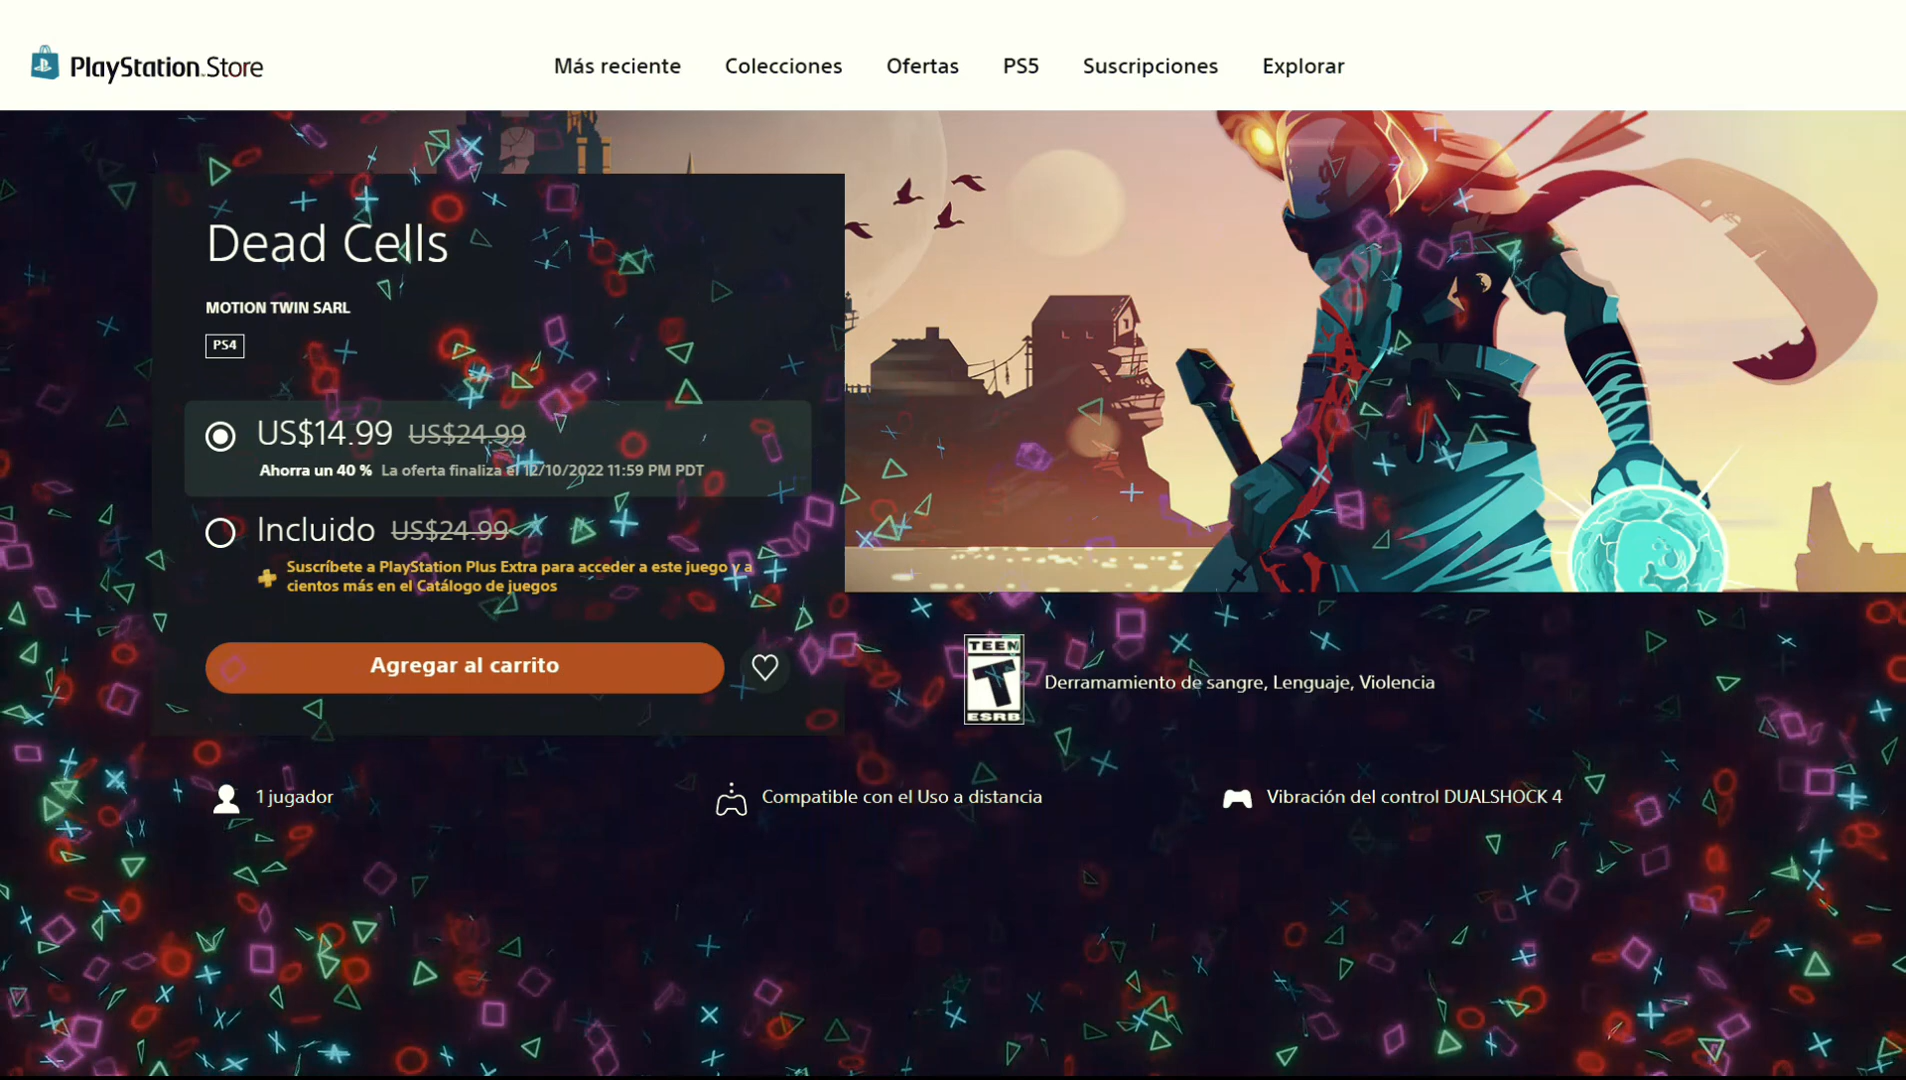 PlayStation Store
Más reciente
Colecciones
Ofertas
PS5
Suscripciones
Explorar
Dead Cells
MOTION TWIN SARL
PS4
US$14.99 US$24.99
Ahorra un 40 % La oferta finaliza el 12/10/2022 11:59 PM PDT
Incluido US$24.99
Suscríbete a PlayStation Plus Extra para acceder a este juego y a
cientos más en el Catálogo de juegos
Agregar al carrito
TEEN
T
ESRB
Derramamiento de sangre, Lenguaje, Violencia
1 jugador
Compatible con el Uso a distancia
Vibración del control DUALSHOCK 4